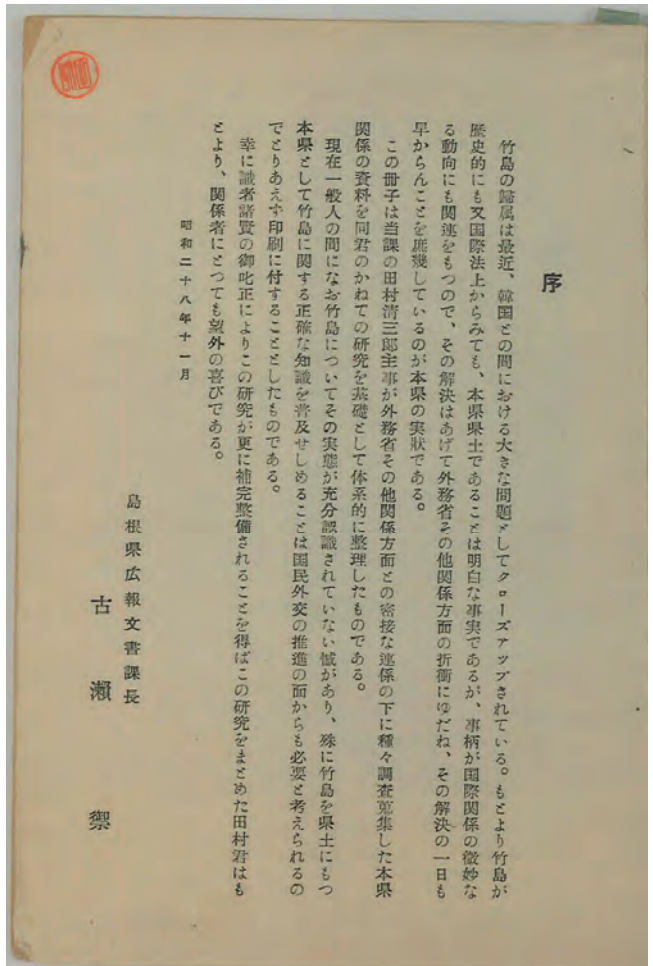 序
竹島の歸属は最近、韓国との間における大きな問題としてクローズアップされている。もとより竹島が
歴史的にも又国際法上からみても、本県県土であることは明白な事実であるが、事柄が国際関係の微妙な
る動向にも関連をもつので、その解決はあげて外務省その他関係方面の折衝にゆだね、その解決の一日も
早からんことを庶幾しているのが本県の実状である。
この冊子は当課の田村清三郎主事が外務省その他関係方面との密接な連係の下に種々調査蒐集した本県
関係の資料を同君のかねての研究を基礎として体系的に整理したものである。
現在一般人の間になお竹島についてその実態が充分認識されていない憾があり、殊に竹島を県土にもつ
本県として竹島に関する正確な知識を普及せしめることは国民外交の推進の面からも必要と考えられるの
でとりあえず印刷に付することとしたものである。
幸に識者諸賢の御叱正によりこの研究が更に補完整備されることを得ばこの研究をまとめた田村君はも
とより、関係者にとつても望外の喜びである。
昭和二十八年十一月
島根県広報文書課長
古瀬 禦